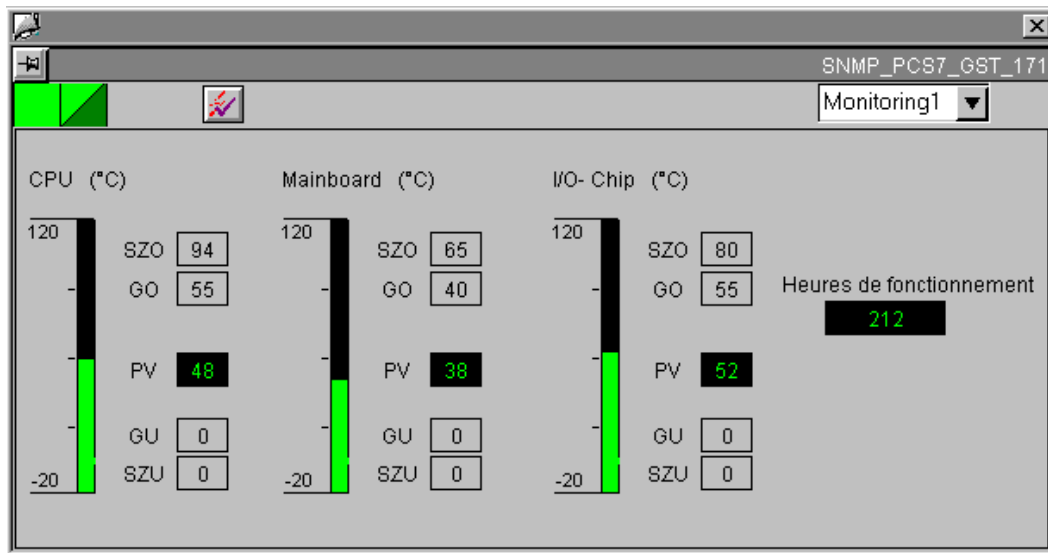 SNMP_PCS7_GST_171
Monitoring1
CPU (°C)
120
SZO 94
GO 55
PV 48
GU 0
SZU 0
-20
Mainboard (°C)
120
SZO 65
GO 40
PV 38
GU 0
SZU 0
-20
I/O- Chip (°C)
120
SZO 80
GO 55
PV 52
GU 0
SZU 0
-20
Heures de fonctionnement
212